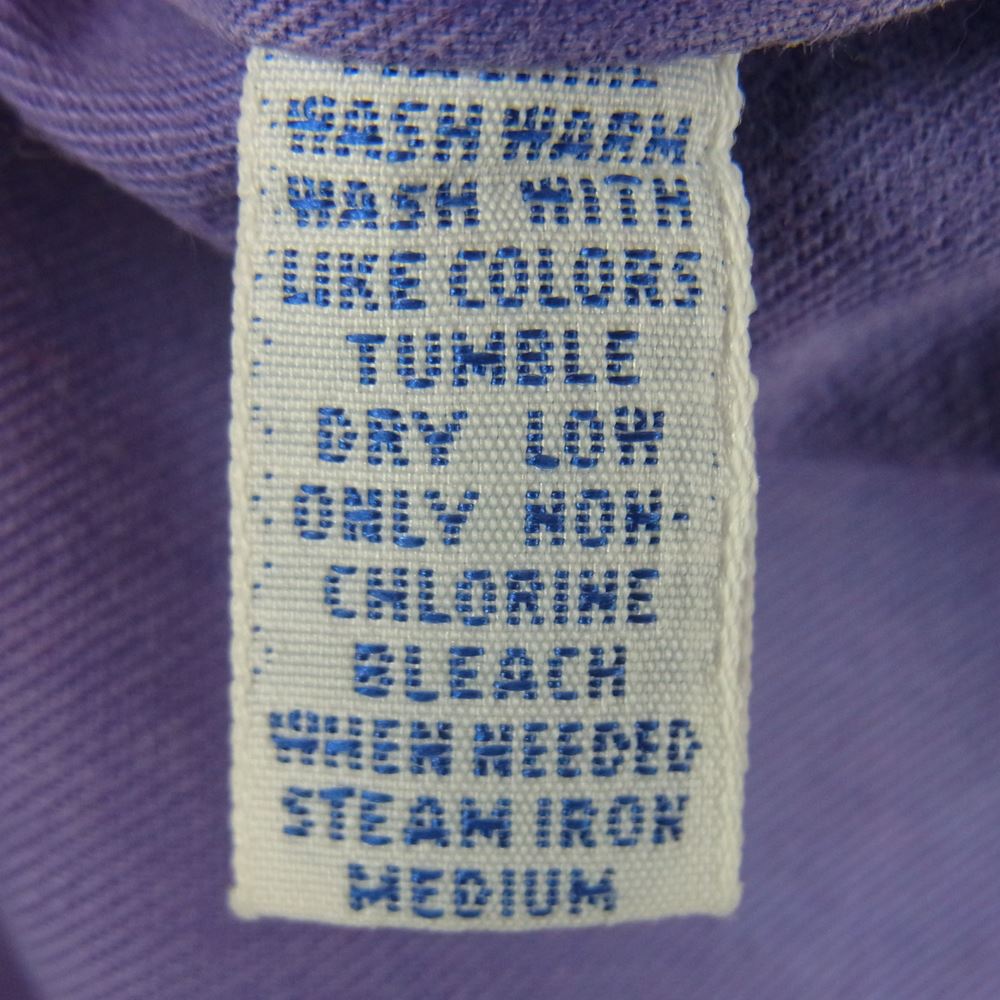 WASH WARM
WASH WITH
LIKE COLORS
TUMBLE
DRY LOW
ONLY NON-
CHLORINE
BLEACH
WHEN NEEDED
STEAM IRON
MEDIUM